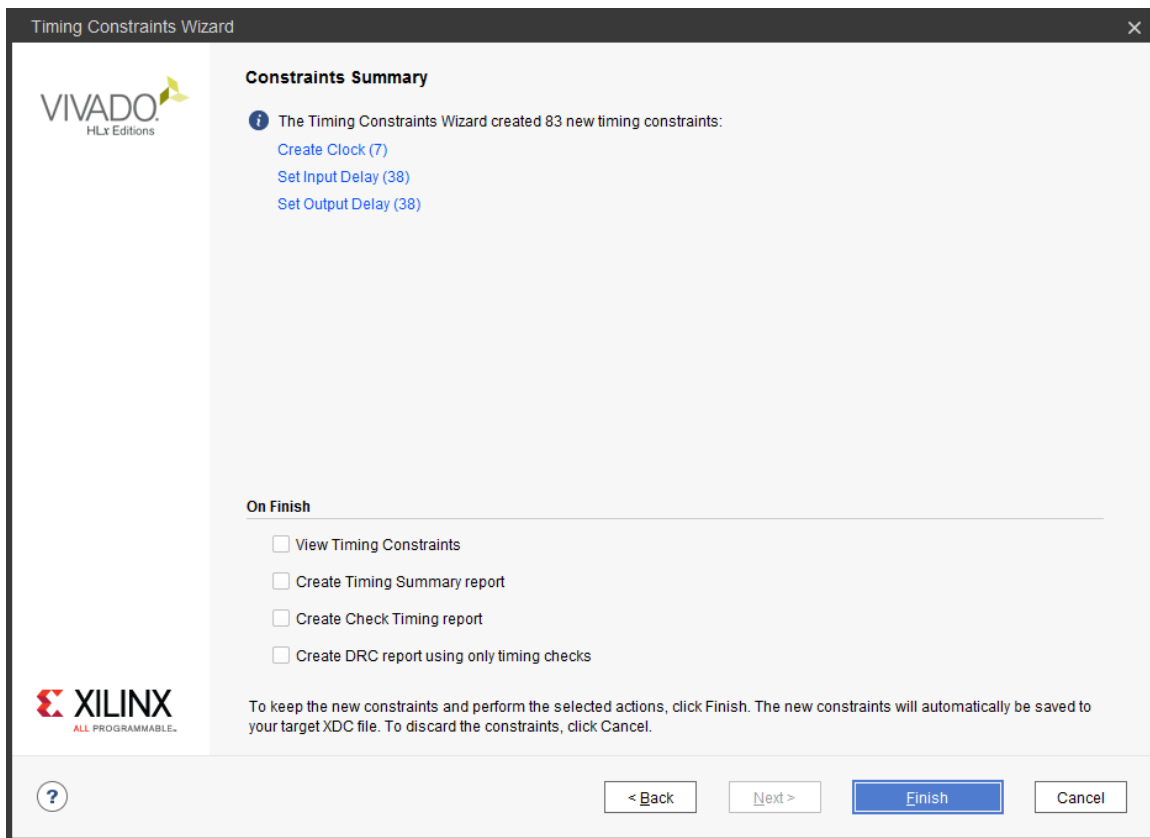 Timing Constraints Wizard
VIVADO.
HLx Editions
Constraints Summary
The Timing Constraints Wizard created 83 new timing constraints:
Create Clock (7)
Set Input Delay (38)
Set Output Delay (38)
On Finish
View Timing Constraints
Create Timing Summary report
Create Check Timing report
Create DRC report using only timing checks
XILINX
ALL PROGRAMMABLE™
To keep the new constraints and perform the selected actions, click Finish. The new constraints will automatically be saved to
your target XDC file. To discard the constraints, click Cancel.
? < Back Next > Finish Cancel